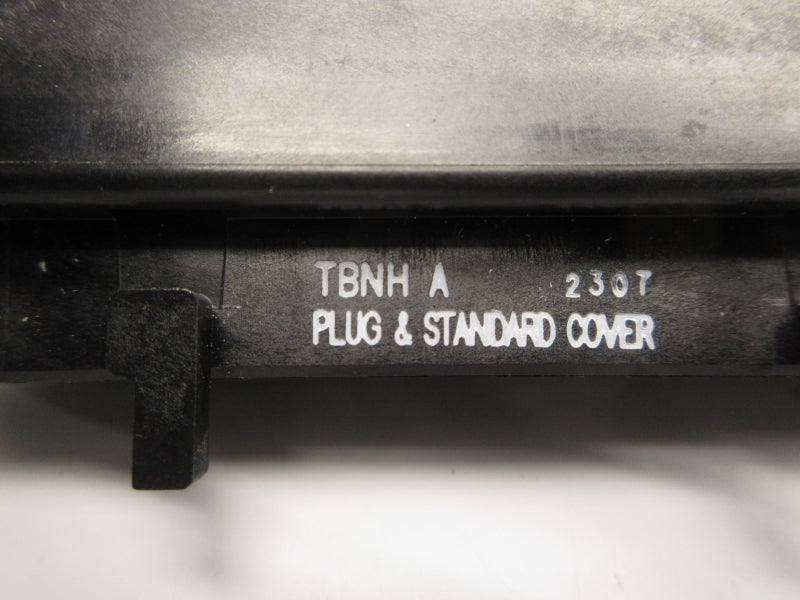 TBNH A 2307
PLUG & STANDARD COVER